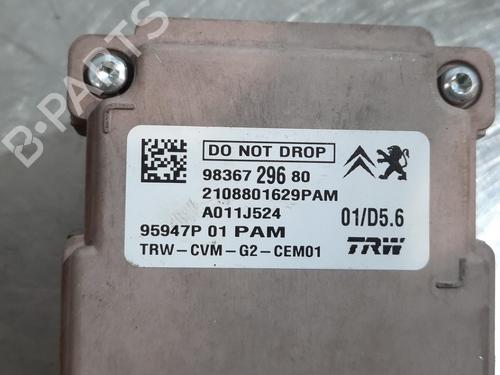 B-PARTS
DO NOT DROP
98367 296 80
2108801629PAM
A011J524
01/D5.6
95947P 01 PAM
TRW-CVM-G2-CEM01
TRW